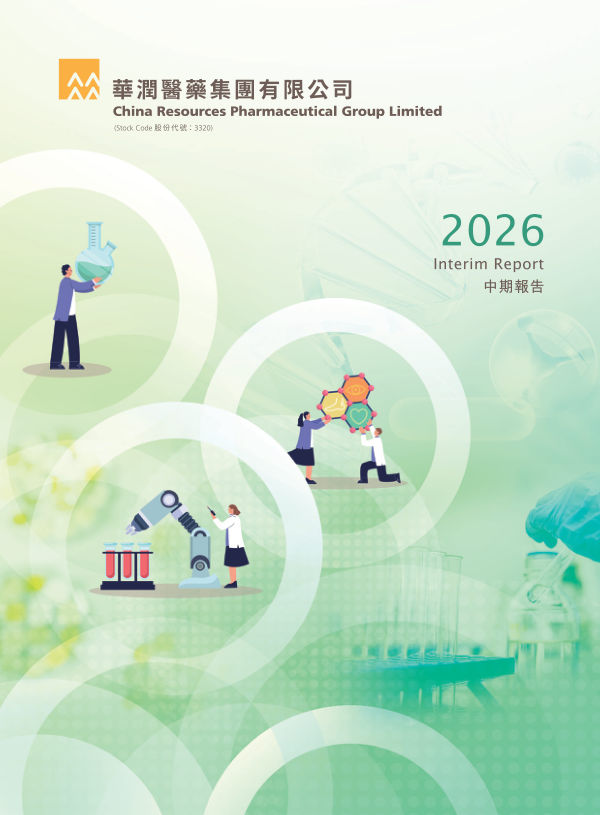 華潤醫藥集團有限公司
China Resources Pharmaceutical Group Limited
(Stock Code 股份代號：3320)
2026
Interim Report
中期報告